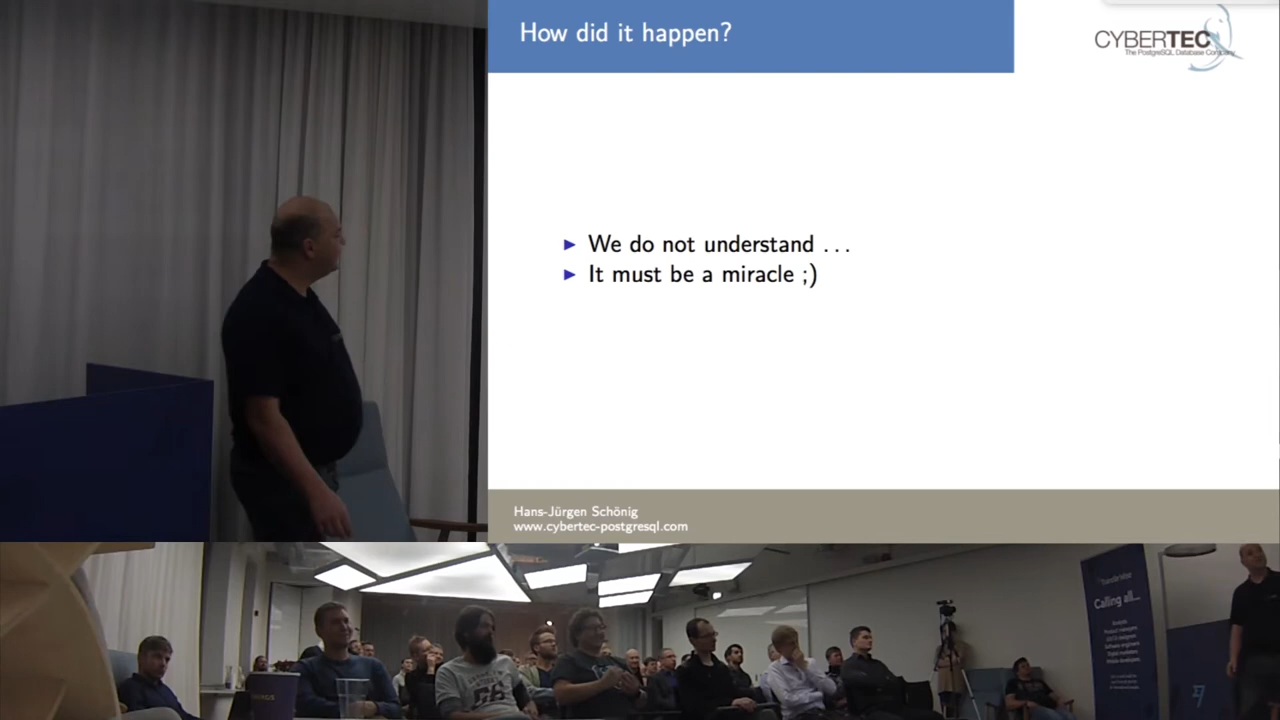 How did it happen?
CYBERTEC
The PostgreSQL Database Company
▶ We do not understand ...
▶ It must be a miracle ;)
Hans-Jürgen Schönig
www.cybertec-postgresql.com
Calling all...